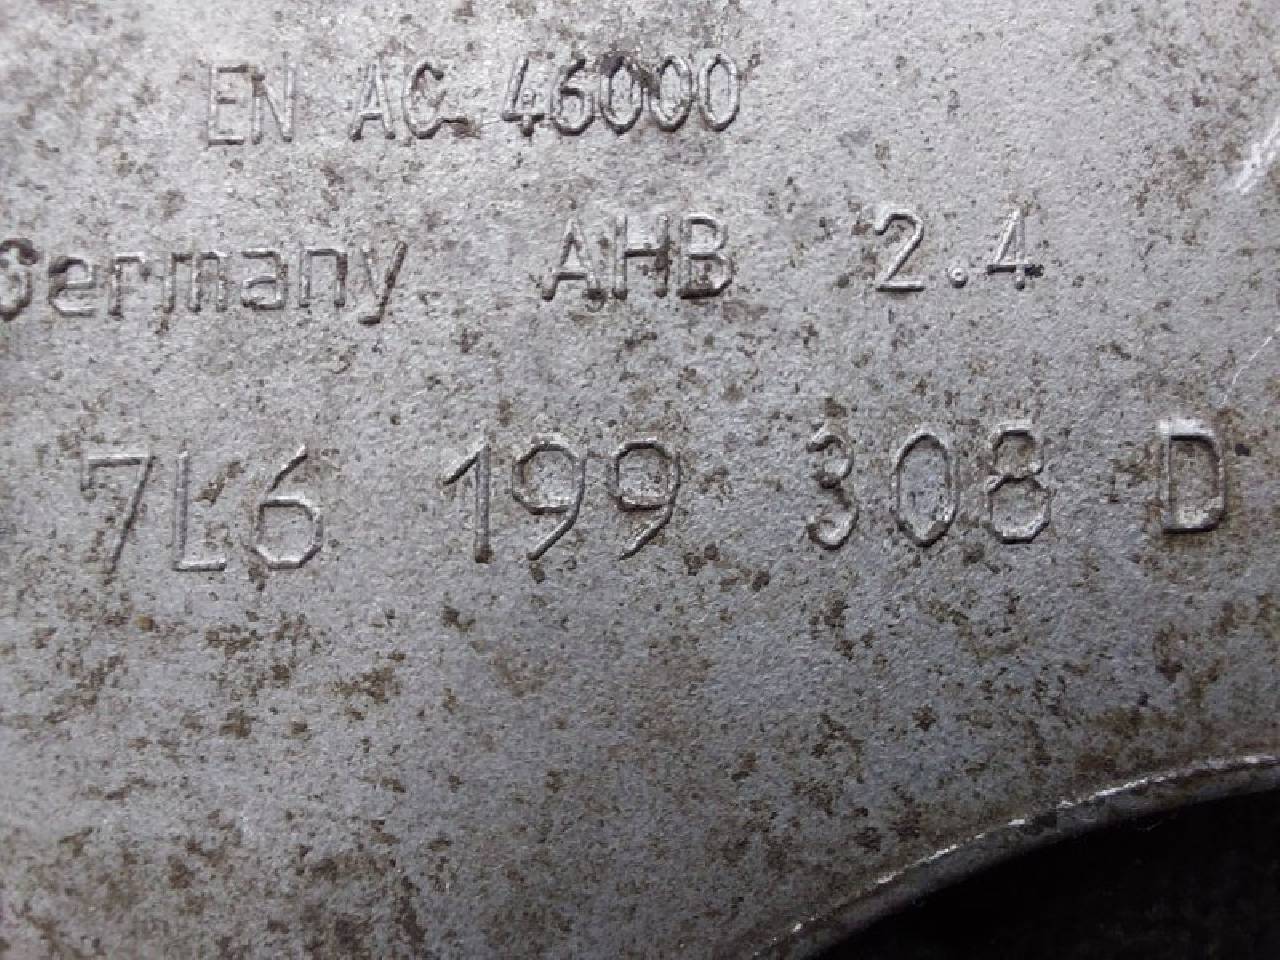 EN AC 46000
Germany AHB 2.4
7L6 199 308 D